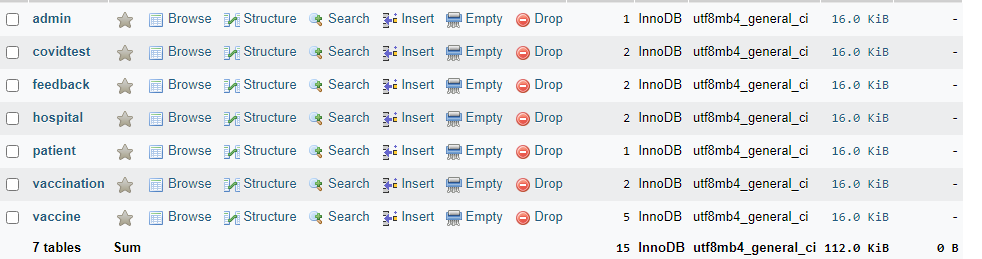 admin Browse Structure Search Insert Empty Drop 1 InnoDB utf8mb4_general_ci 16.0 KiB -
covidtest Browse Structure Search Insert Empty Drop 2 InnoDB utf8mb4_general_ci 16.0 KiB -
feedback Browse Structure Search Insert Empty Drop 2 InnoDB utf8mb4_general_ci 16.0 KiB -
hospital Browse Structure Search Insert Empty Drop 2 InnoDB utf8mb4_general_ci 16.0 KiB -
patient Browse Structure Search Insert Empty Drop 1 InnoDB utf8mb4_general_ci 16.0 KiB -
vaccination Browse Structure Search Insert Empty Drop 2 InnoDB utf8mb4_general_ci 16.0 KiB -
vaccine Browse Structure Search Insert Empty Drop 5 InnoDB utf8mb4_general_ci 16.0 KiB -
7 tables Sum 15 InnoDB utf8mb4_general_ci 112.0 KiB 0 B